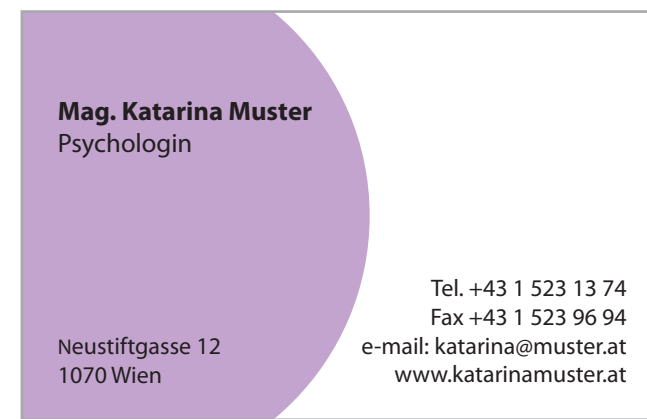 Mag. Katarina Muster
Psychologin
Neustiftgasse 12
1070 Wien
Tel. +43 1 523 13 74
Fax +43 1 523 96 94
e-mail: katarina@muster.at
www.katarinamuster.at